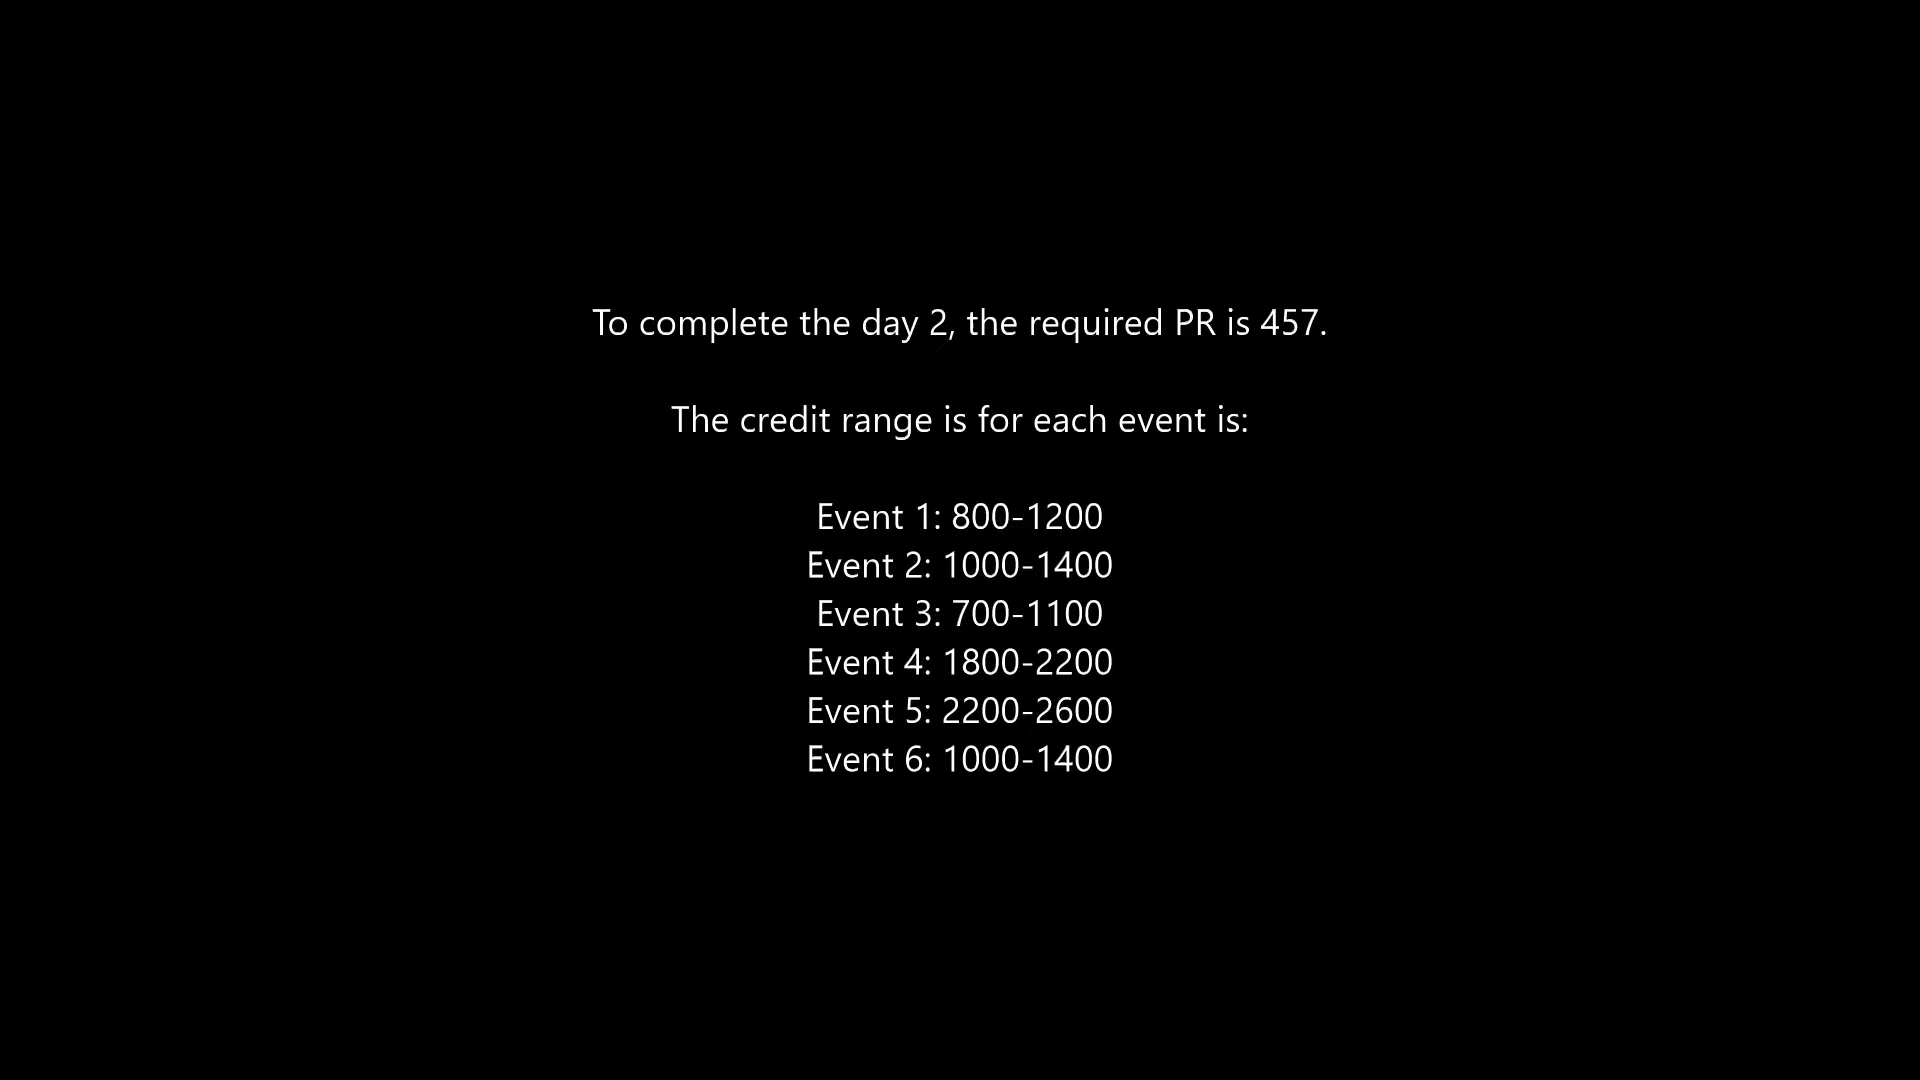 To complete the day 2, the required PR is 457.
The credit range is for each event is:
Event 1: 800-1200
Event 2: 1000-1400
Event 3: 700-1100
Event 4: 1800-2200
Event 5: 2200-2600
Event 6: 1000-1400